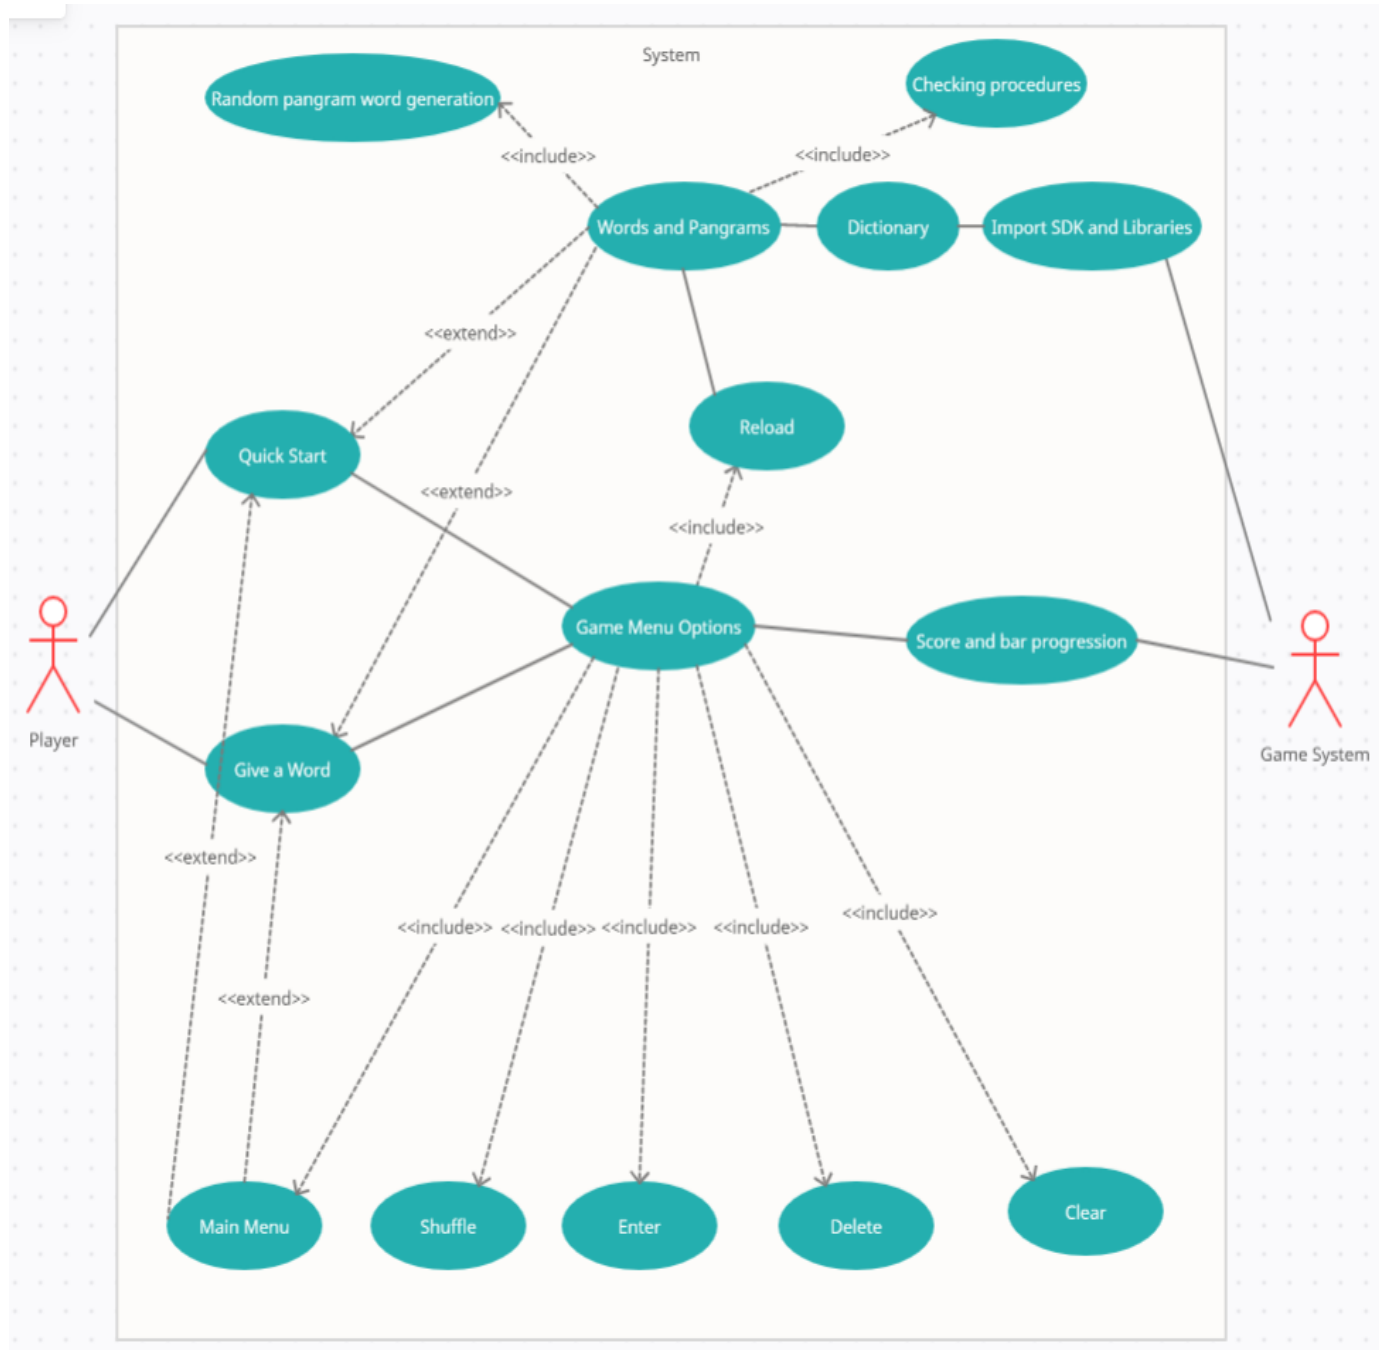 System
Random pangram word generation
Checking procedures
<<include>>
<<include>>
Words and Pangrams
Dictionary
Import SDK and Libraries
<<extend>>
Reload
Quick Start
<<extend>>
<<include>>
Game Menu Options
Score and bar progression
Player
Game System
Give a Word
<<extend>>
<<include>>
<<include>>
<<include>>
<<include>>
<<include>>
<<extend>>
Main Menu
Shuffle
Enter
Delete
Clear